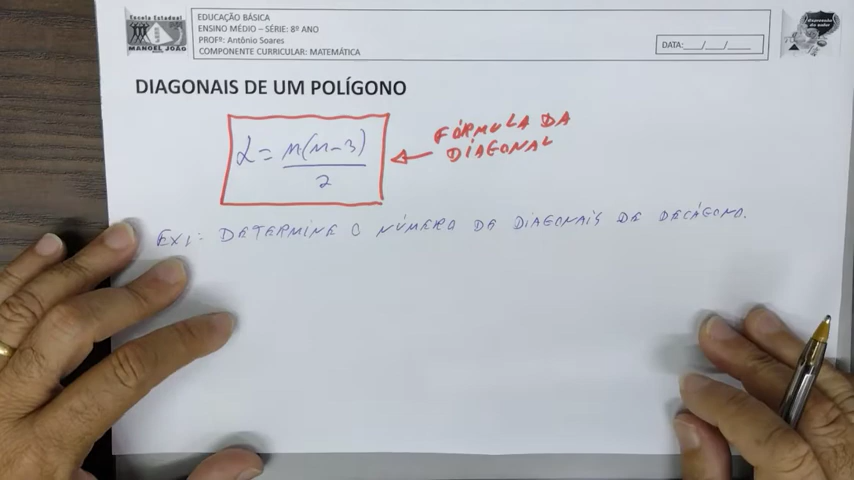 Escola Estadual
MANOEL JOÃO
EDUCAÇÃO BÁSICA
ENSINO MÉDIO – SÉRIE: 8º ANO
PROFº: Antônio Soares
COMPONENTE CURRICULAR: MATEMÁTICA
DATA:___/___/_____
DIAGONAIS DE UM POLÍGONO
d = n(n-3)
2
FÓRMULA DA
DIAGONAL
EX1: DETERMINE O NÚMERO DE DIAGONAIS DE DECÁGONO.